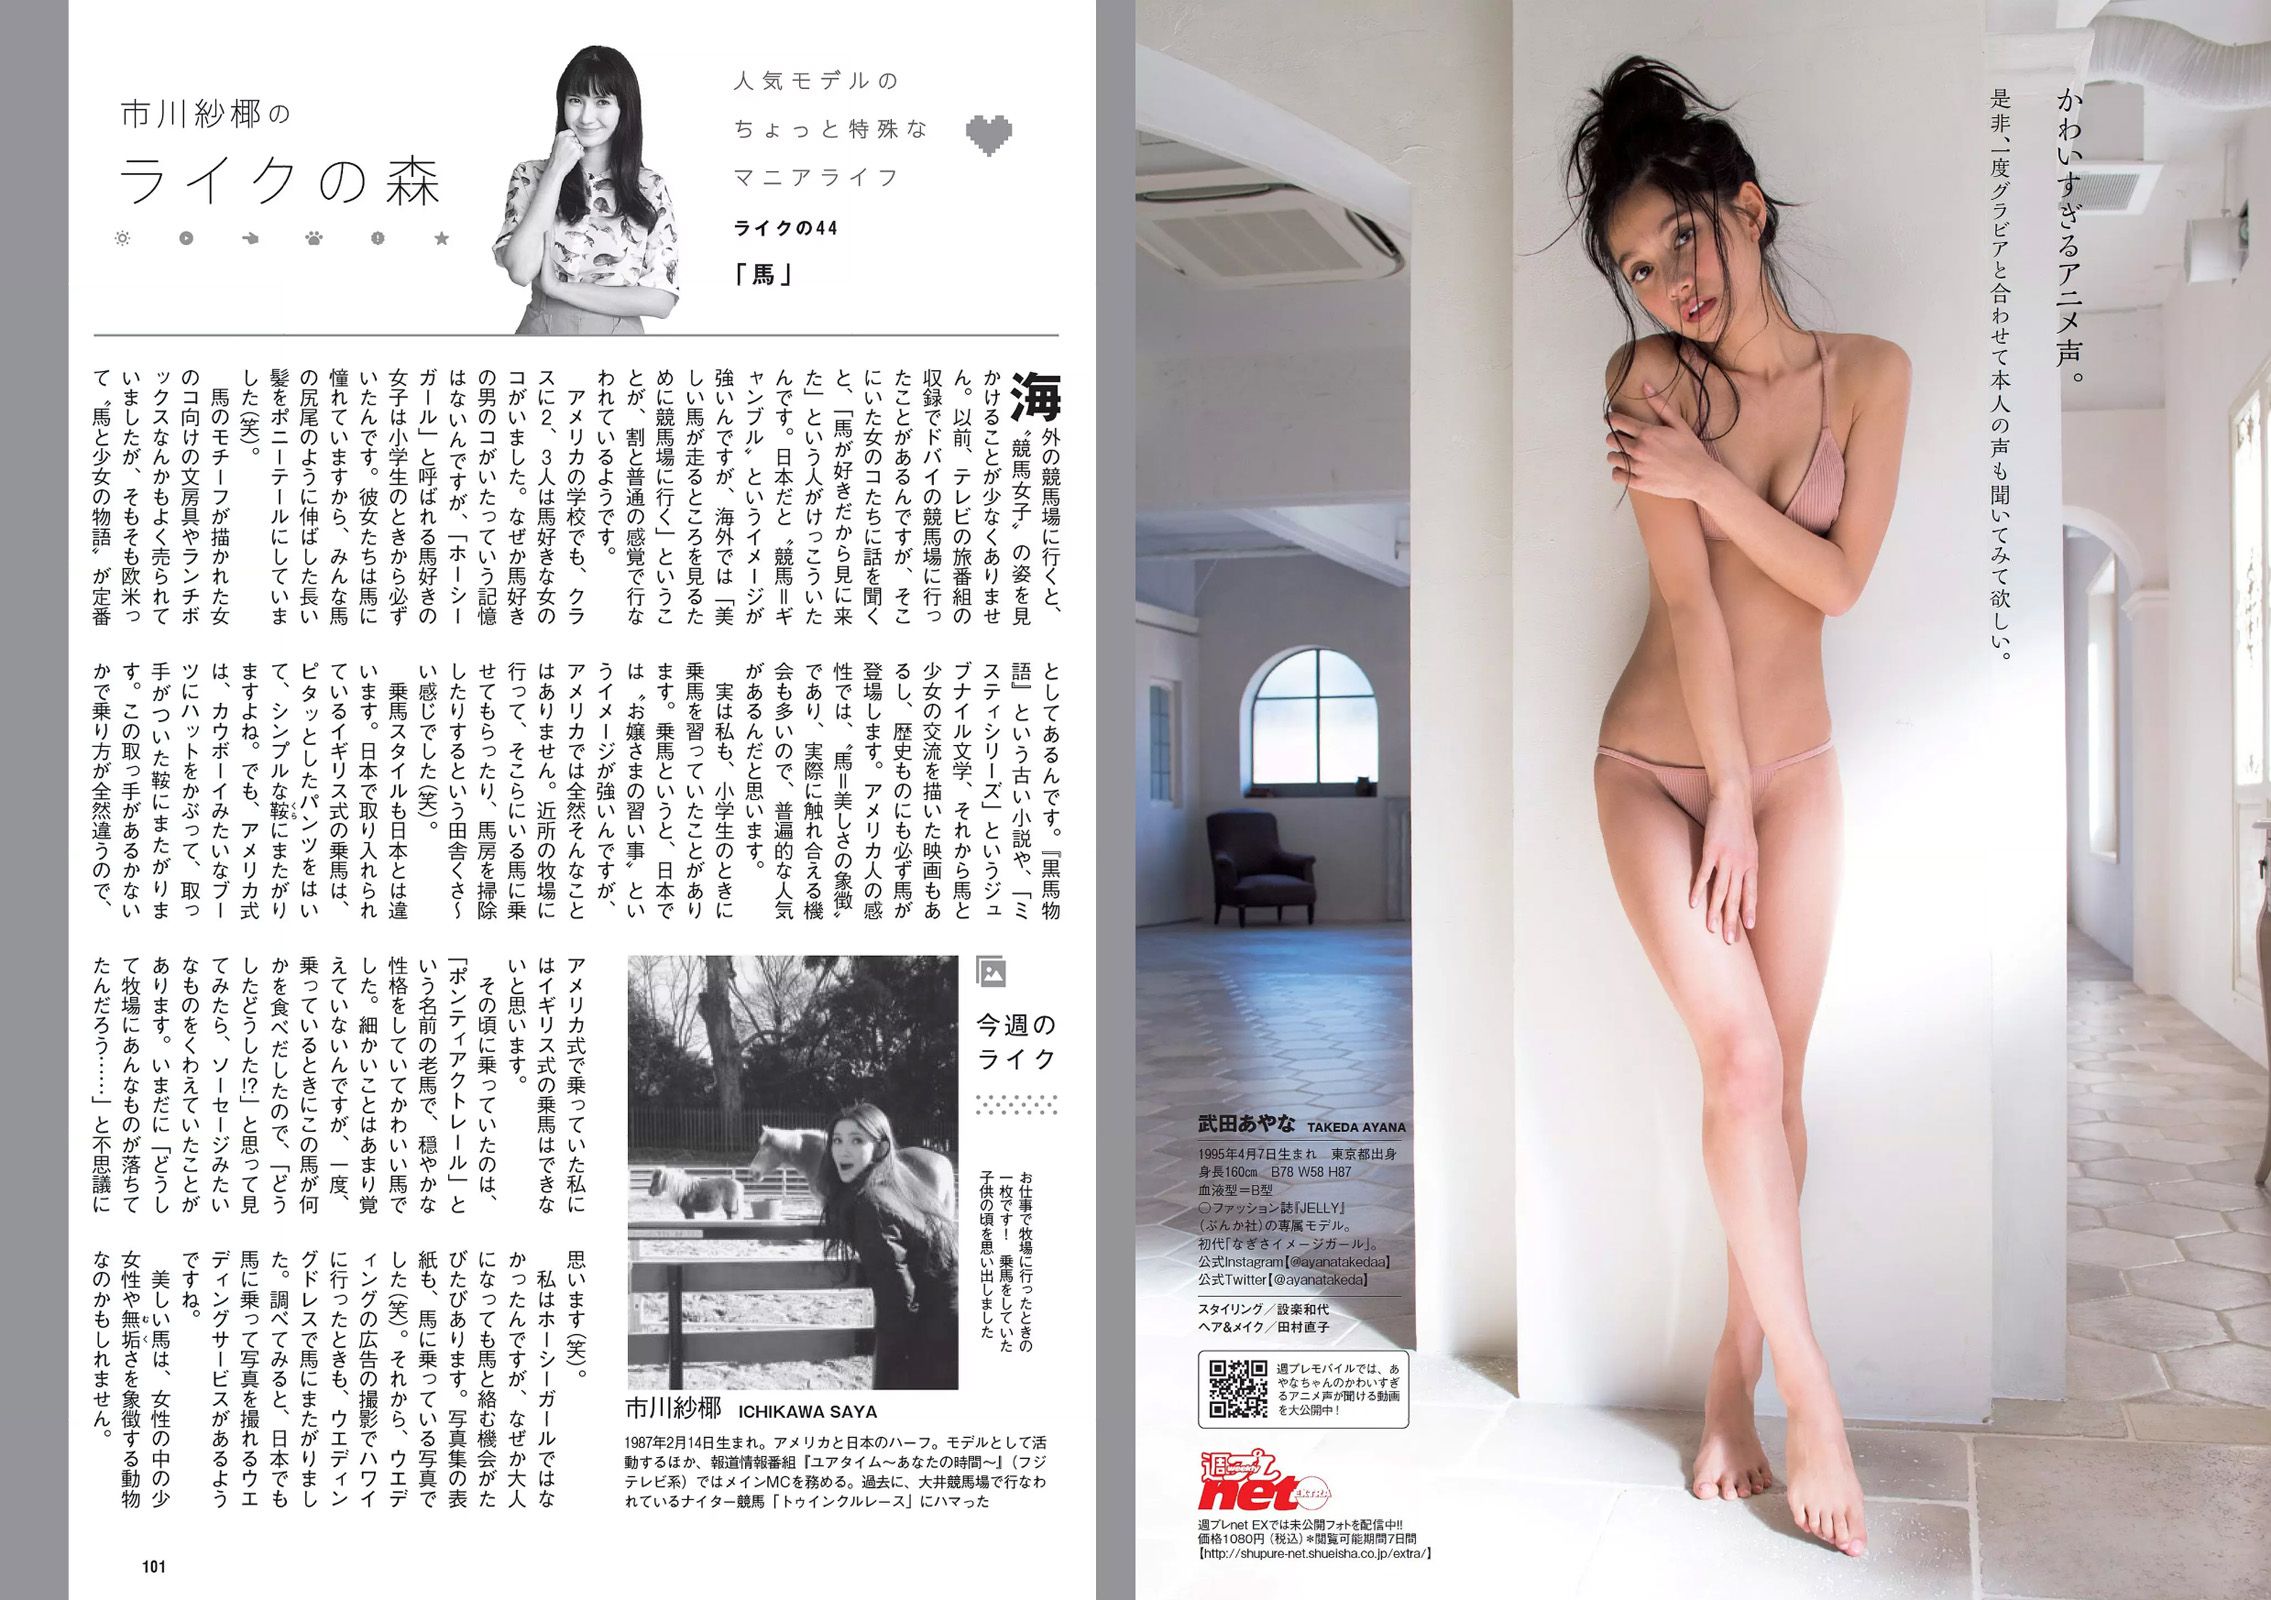 市川紗椰の
ライクの森
人気モデルの
ちょっと特殊な
マニアライフ
ライクの44
「馬」
海外の競馬場に行くと、
〝競馬女子〟の姿を見
かけることが少なくありませ
ん。以前、テレビの旅番組の
収録でドバイの競馬場に行っ
たことがあるんですが、そこ
にいた女のコたちに話を聞く
と、「馬が好きだから見に来
た」という人がけっこういた
んです。日本だと〝競馬＝ギ
ャンブル〟というイメージが
強いんですが、海外では「美
しい馬が走るところを見るた
めに競馬場に行く」というこ
とが、割と普通の感覚で行な
われているようです。
アメリカの学校でも、クラ
スに2、3人は馬好きな女の
コがいました。なぜか馬好き
の男のコがいたっていう記憶
はないんですが、「ホーシー
ガール」と呼ばれる馬好きの
女子は小学生のときから必ず
いたんです。彼女たちは馬に
憧れていますから、みんな馬
の尻尾のように伸ばした長い
髪をポニーテールにしていま
した（笑）。
馬のモチーフが描かれた女
のコ向けの文房具やランチボ
ックスなんかもよく売られて
いましたが、そもそも欧米っ
て〝馬と少女の物語〟が定番
としてあるんです。『黒馬物
語』という古い小説や、「ミ
スティシリーズ」というジュ
ブナイル文学、それから馬と
少女の交流を描いた映画もあ
るし、歴史ものにも必ず馬が
登場します。アメリカ人の感
性では、〝馬＝美しさの象徴〟
であり、実際に触れ合える機
会も多いので、普遍的な人気
があるんだと思います。
実は私も、小学生のときに
乗馬を習っていたことがあり
ます。乗馬というと、日本で
は〝お嬢さまの習い事〟とい
うイメージが強いんですが、
アメリカでは全然そんなこと
はありません。近所の牧場に
行って、そこらにいる馬に乗
せてもらったり、馬房を掃除
したりするという田舎くさ〜
い感じでした（笑）。
乗馬スタイルも日本とは違
います。日本で取り入れられ
ているイギリス式の乗馬は、
ピタッとしたパンツをはい
て、シンプルな鞍にまたがり
ますよね。でも、アメリカ式
は、カウボーイみたいなブー
ツにハットをかぶって、取っ
手がついた鞍にまたがりま
す。この取っ手があるかない
かで乗り方が全然違うので、
アメリカ式で乗っていた私に
はイギリス式の乗馬はできな
いと思います。
その頃に乗っていたのは、
「ポンティアクトレール」と
いう名前の老馬で、穏やかな
性格をしていてかわいい馬で
した。細かいことはあまり覚
えていないんですが、一度、
乗っているときにこの馬が何
かを食べだしたので、「どう
したどうした!?」と思って見
てみたら、ソーセージみたい
なものをくわえていたことが
あります。いまだに「どうし
て牧場にあんなものが落ちて
たんだろう……」と不思議に
思います（笑）。
私はホーシーガールではな
かったんですが、なぜか大人
になっても馬と絡む機会がた
びたびあります。写真集の表
紙も、馬に乗っている写真で
した（笑）。それから、ウエデ
ィングの広告の撮影でハワイ
に行ったときも、ウエディン
グドレスで馬にまたがりまし
た。調べてみると、日本でも
馬に乗って写真を撮れるウエ
ディングサービスがあるよう
ですね。
美しい馬は、女性の中の少
女性や無垢さを象徴する動物
なのかもしれません。
今週の
ライク
お仕事で牧場に行ったときの
一枚です！ 乗馬をしていた
子供の頃を思い出しました
市川紗椰 ICHIKAWA SAYA
1987年2月14日生まれ。アメリカと日本のハーフ。モデルとして活
動するほか、報道情報番組『ユアタイム〜あなたの時間〜』（フジ
テレビ系）ではメインMCを務める。過去に、大井競馬場で行なわ
れているナイター競馬「トゥインクルレース」にハマった
101
かわいすぎるアニメ声。
是非、一度グラビアと合わせて本人の声も聞いてみて欲しい。
武田あやな TAKEDA AYANA
1995年4月7日生まれ 東京都出身
身長160㎝ B78 W58 H87
血液型＝B型
○ファッション誌『JELLY』
（ぶんか社）の専属モデル。
初代「なぎさイメージガール」。
公式Instagram【@ayanatakedaa】
公式Twitter【@ayanatakeda】
スタイリング／設楽和代
ヘア&メイク／田村直子
週プレモバイルでは、あ
やなちゃんのかわいすぎ
るアニメ声が聞ける動画
を大公開中！
週プレ
net EXTRA
週プレnet EXでは未公開フォトを配信中!!
価格1080円（税込）＊閲覧可能期間7日間
【http://shupure-net.shueisha.co.jp/extra/】